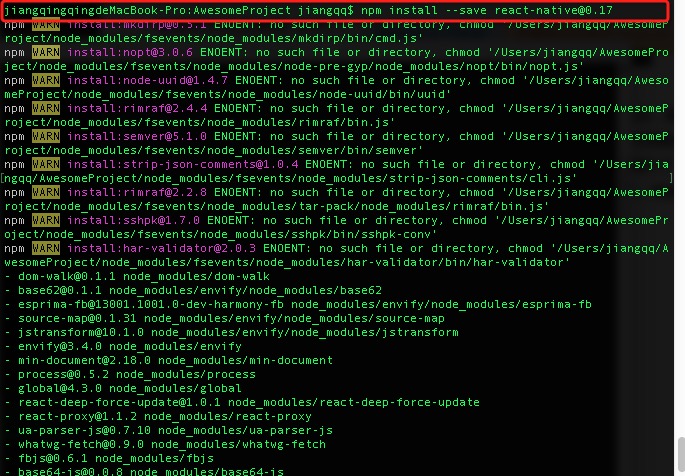 jiangqingqingdeMacBook-Pro:AwesomeProject jiangqq$ npm install --save react-native@0.17
npm WARN install:mkdirp@0.5.1 ENOENT: no such file or directory, chmod '/Users/jiangqq/AwesomeP
roject/node_modules/fsevents/node_modules/mkdirp/bin/cmd.js'
npm WARN install:nopt@3.0.6 ENOENT: no such file or directory, chmod '/Users/jiangqq/AwesomePro
ject/node_modules/fsevents/node_modules/node-pre-gyp/node_modules/nopt/bin/nopt.js'
npm WARN install:node-uuid@1.4.7 ENOENT: no such file or directory, chmod '/Users/jiangqq/Aweso
meProject/node_modules/fsevents/node_modules/node-uuid/bin/uuid'
npm WARN install:rimraf@2.4.4 ENOENT: no such file or directory, chmod '/Users/jiangqq/AwesomeP
roject/node_modules/fsevents/node_modules/rimraf/bin.js'
npm WARN install:semver@5.1.0 ENOENT: no such file or directory, chmod '/Users/jiangqq/AwesomeP
roject/node_modules/fsevents/node_modules/semver/bin/semver'
npm WARN install:strip-json-comments@1.0.4 ENOENT: no such file or directory, chmod '/Users/jia
[ngqq/AwesomeProject/node_modules/fsevents/node_modules/strip-json-comments/cli.js' ]
npm WARN install:rimraf@2.2.8 ENOENT: no such file or directory, chmod '/Users/jiangqq/AwesomeP
roject/node_modules/fsevents/node_modules/tar-pack/node_modules/rimraf/bin.js'
npm WARN install:sshpk@1.7.0 ENOENT: no such file or directory, chmod '/Users/jiangqq/AwesomePr
oject/node_modules/fsevents/node_modules/sshpk/bin/sshpk-conv'
npm WARN install:har-validator@2.0.3 ENOENT: no such file or directory, chmod '/Users/jiangqq/A
wesomeProject/node_modules/fsevents/node_modules/har-validator/bin/har-validator'
- dom-walk@0.1.1 node_modules/dom-walk
- base62@0.1.1 node_modules/envify/node_modules/base62
- esprima-fb@13001.1001.0-dev-harmony-fb node_modules/envify/node_modules/esprima-fb
- source-map@0.1.31 node_modules/envify/node_modules/source-map
- jstransform@10.1.0 node_modules/envify/node_modules/jstransform
- envify@3.4.0 node_modules/envify
- min-document@2.18.0 node_modules/min-document
- process@0.5.2 node_modules/process
- global@4.3.0 node_modules/global
- react-deep-force-update@1.0.1 node_modules/react-deep-force-update
- react-proxy@1.1.2 node_modules/react-proxy
- ua-parser-js@0.7.10 node_modules/ua-parser-js
- whatwg-fetch@0.9.0 node_modules/whatwg-fetch
- fbjs@0.6.1 node_modules/fbjs
- base64-js@0.0.8 node_modules/base64-js